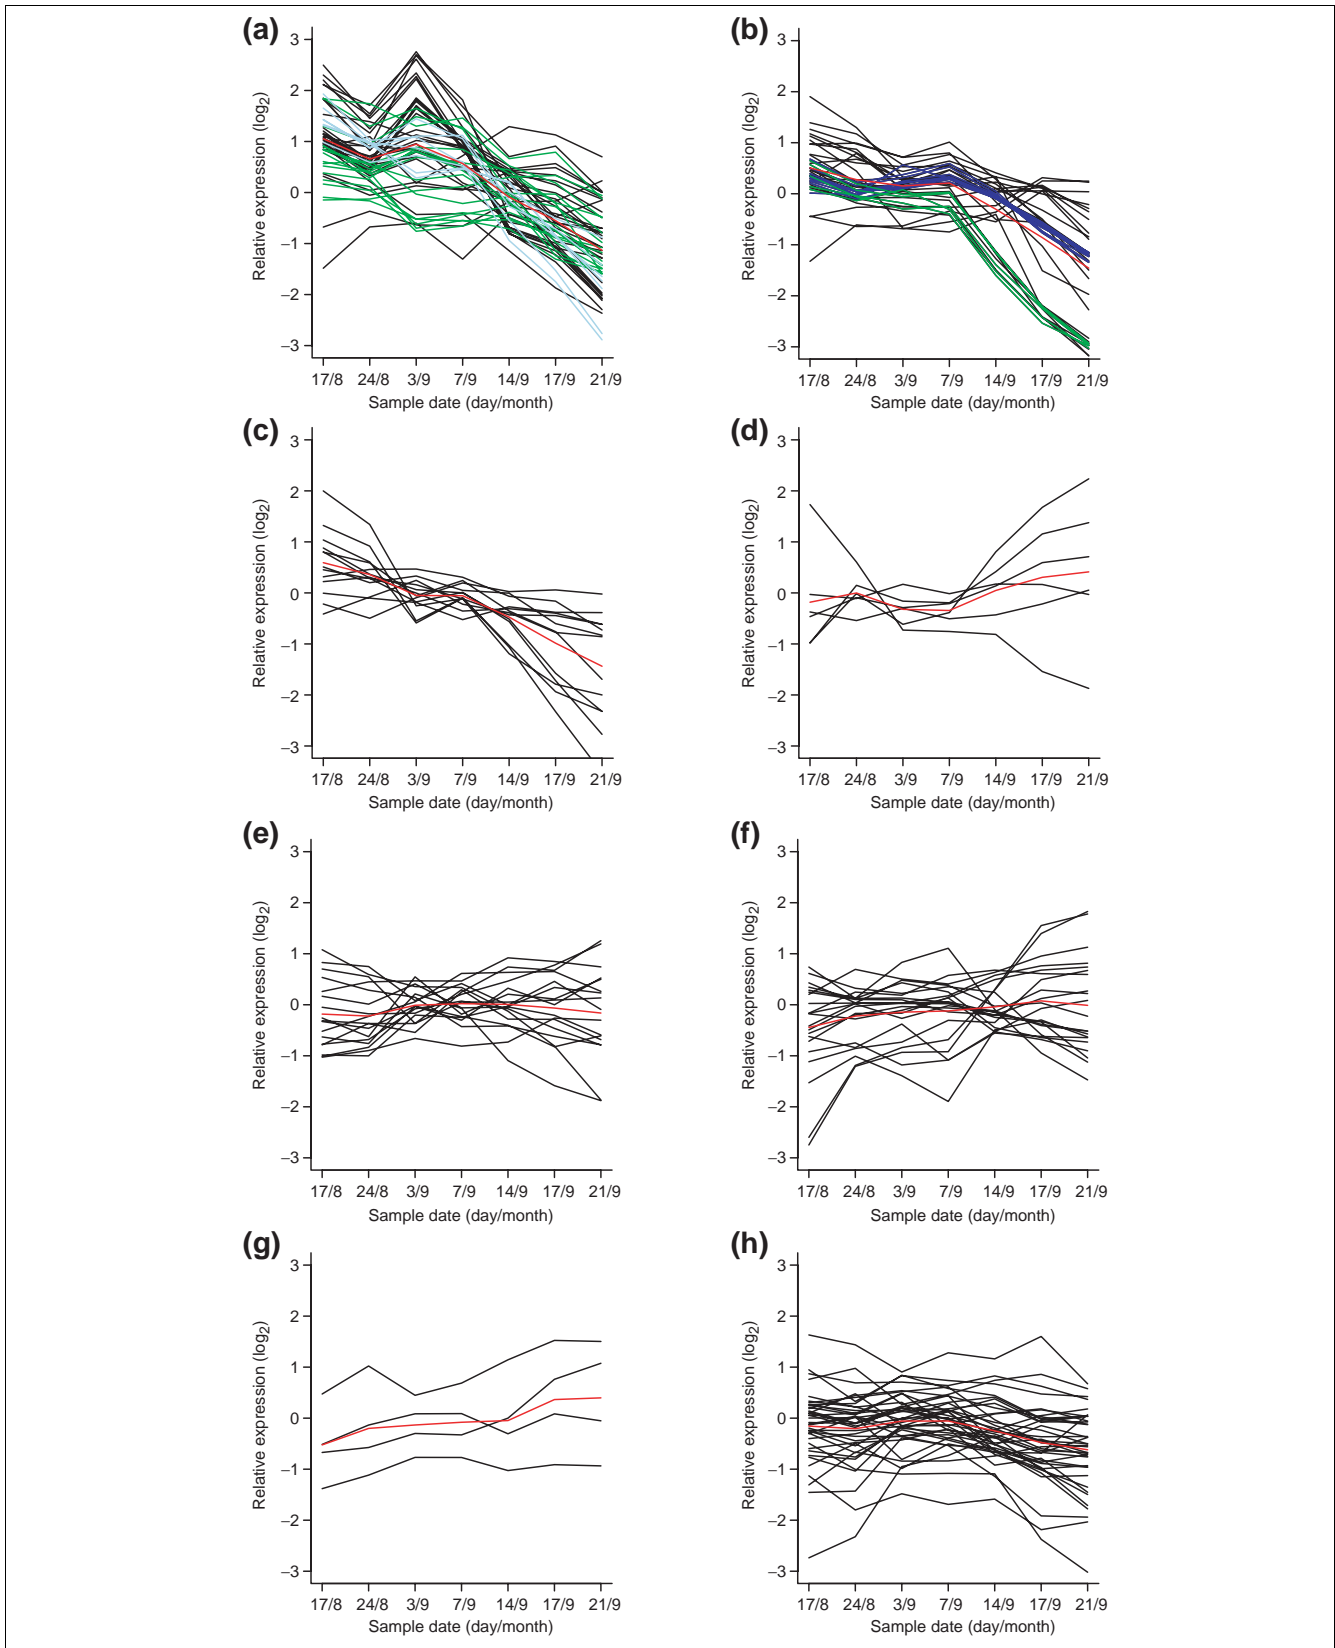 (a)
3
2
1
0
–1
–2
–3
Relative expression (log2)
17/8 24/8 3/9 7/9 14/9 17/9 21/9
Sample date (day/month)
(b)
3
2
1
0
–1
–2
–3
Relative expression (log2)
17/8 24/8 3/9 7/9 14/9 17/9 21/9
Sample date (day/month)
(c)
3
2
1
0
–1
–2
–3
Relative expression (log2)
17/8 24/8 3/9 7/9 14/9 17/9 21/9
Sample date (day/month)
(d)
3
2
1
0
–1
–2
–3
Relative expression (log2)
17/8 24/8 3/9 7/9 14/9 17/9 21/9
Sample date (day/month)
(e)
3
2
1
0
–1
–2
–3
Relative expression (log2)
17/8 24/8 3/9 7/9 14/9 17/9 21/9
Sample date (day/month)
(f)
3
2
1
0
–1
–2
–3
Relative expression (log2)
17/8 24/8 3/9 7/9 14/9 17/9 21/9
Sample date (day/month)
(g)
3
2
1
0
–1
–2
–3
Relative expression (log2)
17/8 24/8 3/9 7/9 14/9 17/9 21/9
Sample date (day/month)
(h)
3
2
1
0
–1
–2
–3
Relative expression (log2)
17/8 24/8 3/9 7/9 14/9 17/9 21/9
Sample date (day/month)